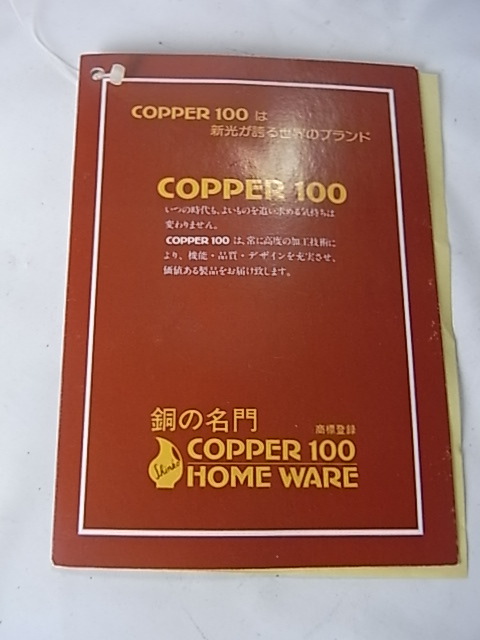 COPPER 100 は
新光が誇る世界のブランド
COPPER 100
いつの時代も、よいものを追い求める気持ちは
変わりません。
COPPER 100 は、常に高度の加工技術に
より、機能・品質・デザインを充実させ、
価値ある製品をお届け致します。
銅の名門
商標登録
Shinko
COPPER 100
HOME WARE